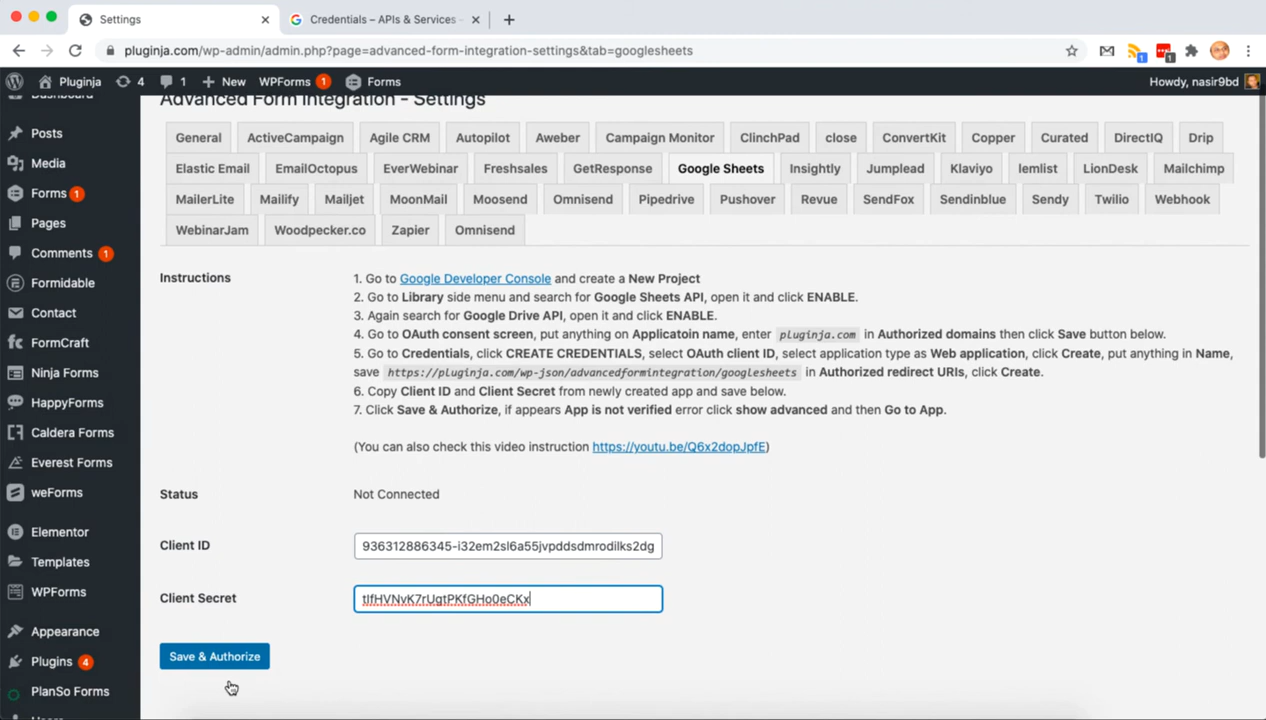 Settings
Credentials – APIs & Services
pluginja.com/wp-admin/admin.php?page=advanced-form-integration-settings&tab=googlesheets
1
1
Pluginja
4
1
New
WPForms 1
Forms
Howdy, nasir9bd
Dashboard
Posts
Media
Forms 1
Pages
Comments 1
Formidable
Contact
FormCraft
Ninja Forms
HappyForms
Caldera Forms
Everest Forms
weForms
Elementor
Templates
WPForms
Appearance
Plugins 4
PlanSo Forms
Advanced Form Integration - Settings
General ActiveCampaign Agile CRM Autopilot Aweber Campaign Monitor ClinchPad close ConvertKit Copper Curated DirectIQ Drip
Elastic Email EmailOctopus EverWebinar Freshsales GetResponse Google Sheets Insightly Jumplead Klaviyo lemlist LionDesk Mailchimp
MailerLite Mailify Mailjet MoonMail Moosend Omnisend Pipedrive Pushover Revue SendFox Sendinblue Sendy Twilio Webhook
WebinarJam Woodpecker.co Zapier Omnisend
Instructions
1. Go to Google Developer Console and create a New Project
2. Go to Library side menu and search for Google Sheets API, open it and click ENABLE.
3. Again search for Google Drive API, open it and click ENABLE.
4. Go to OAuth consent screen, put anything on Applicatoin name, enter pluginja.com in Authorized domains then click Save button below.
5. Go to Credentials, click CREATE CREDENTIALS, select OAuth client ID, select application type as Web application, click Create, put anything in Name,
save https://pluginja.com/wp-json/advancedformintegration/googlesheets in Authorized redirect URIs, click Create.
6. Copy Client ID and Client Secret from newly created app and save below.
7. Click Save & Authorize, if appears App is not verified error click show advanced and then Go to App.
(You can also check this video instruction https://youtu.be/Q6x2dopJpfE)
Status
Not Connected
Client ID
936312886345-i32em2sl6a55jvpddsdmrodilks2dg
Client Secret
tIfHVNvK7rUgtPKfGHo0eCKx
Save & Authorize